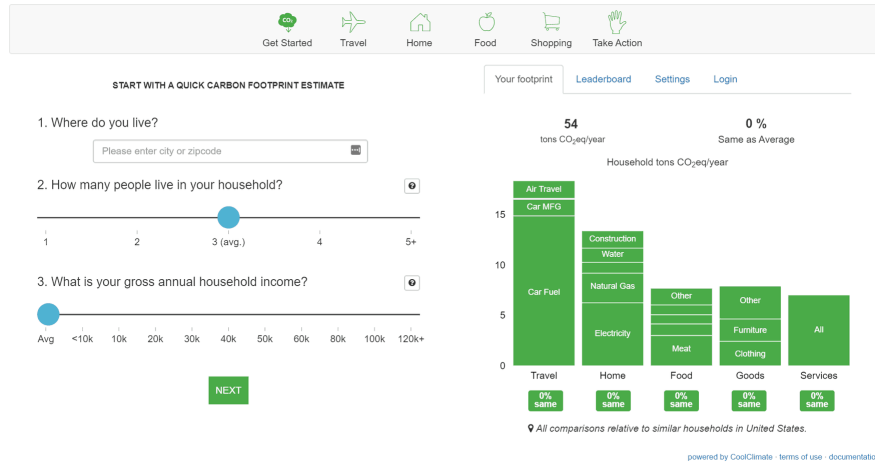 CO₂
Get Started
Travel
Home
Food
Shopping
Take Action
START WITH A QUICK CARBON FOOTPRINT ESTIMATE
1. Where do you live?
Please enter city or zipcode
2. How many people live in your household?
?
1 2 3 (avg.) 4 5+
3. What is your gross annual household income?
?
Avg <10k 10k 20k 30k 40k 50k 60k 80k 100k 120k+
NEXT
Your footprint Leaderboard Settings Login
54 0 %
tons CO₂eq/year Same as Average
Household tons CO₂eq/year
15
10
5
0
Air Travel
Car MFG
Car Fuel
Construction
Water
Natural Gas
Electricity
Other
Meat
Other
Furniture
Clothing
All
Travel Home Food Goods Services
0% 0% 0% 0% 0%
same same same same same
All comparisons relative to similar households in United States.
powered by CoolClimate · terms of use · documentatio